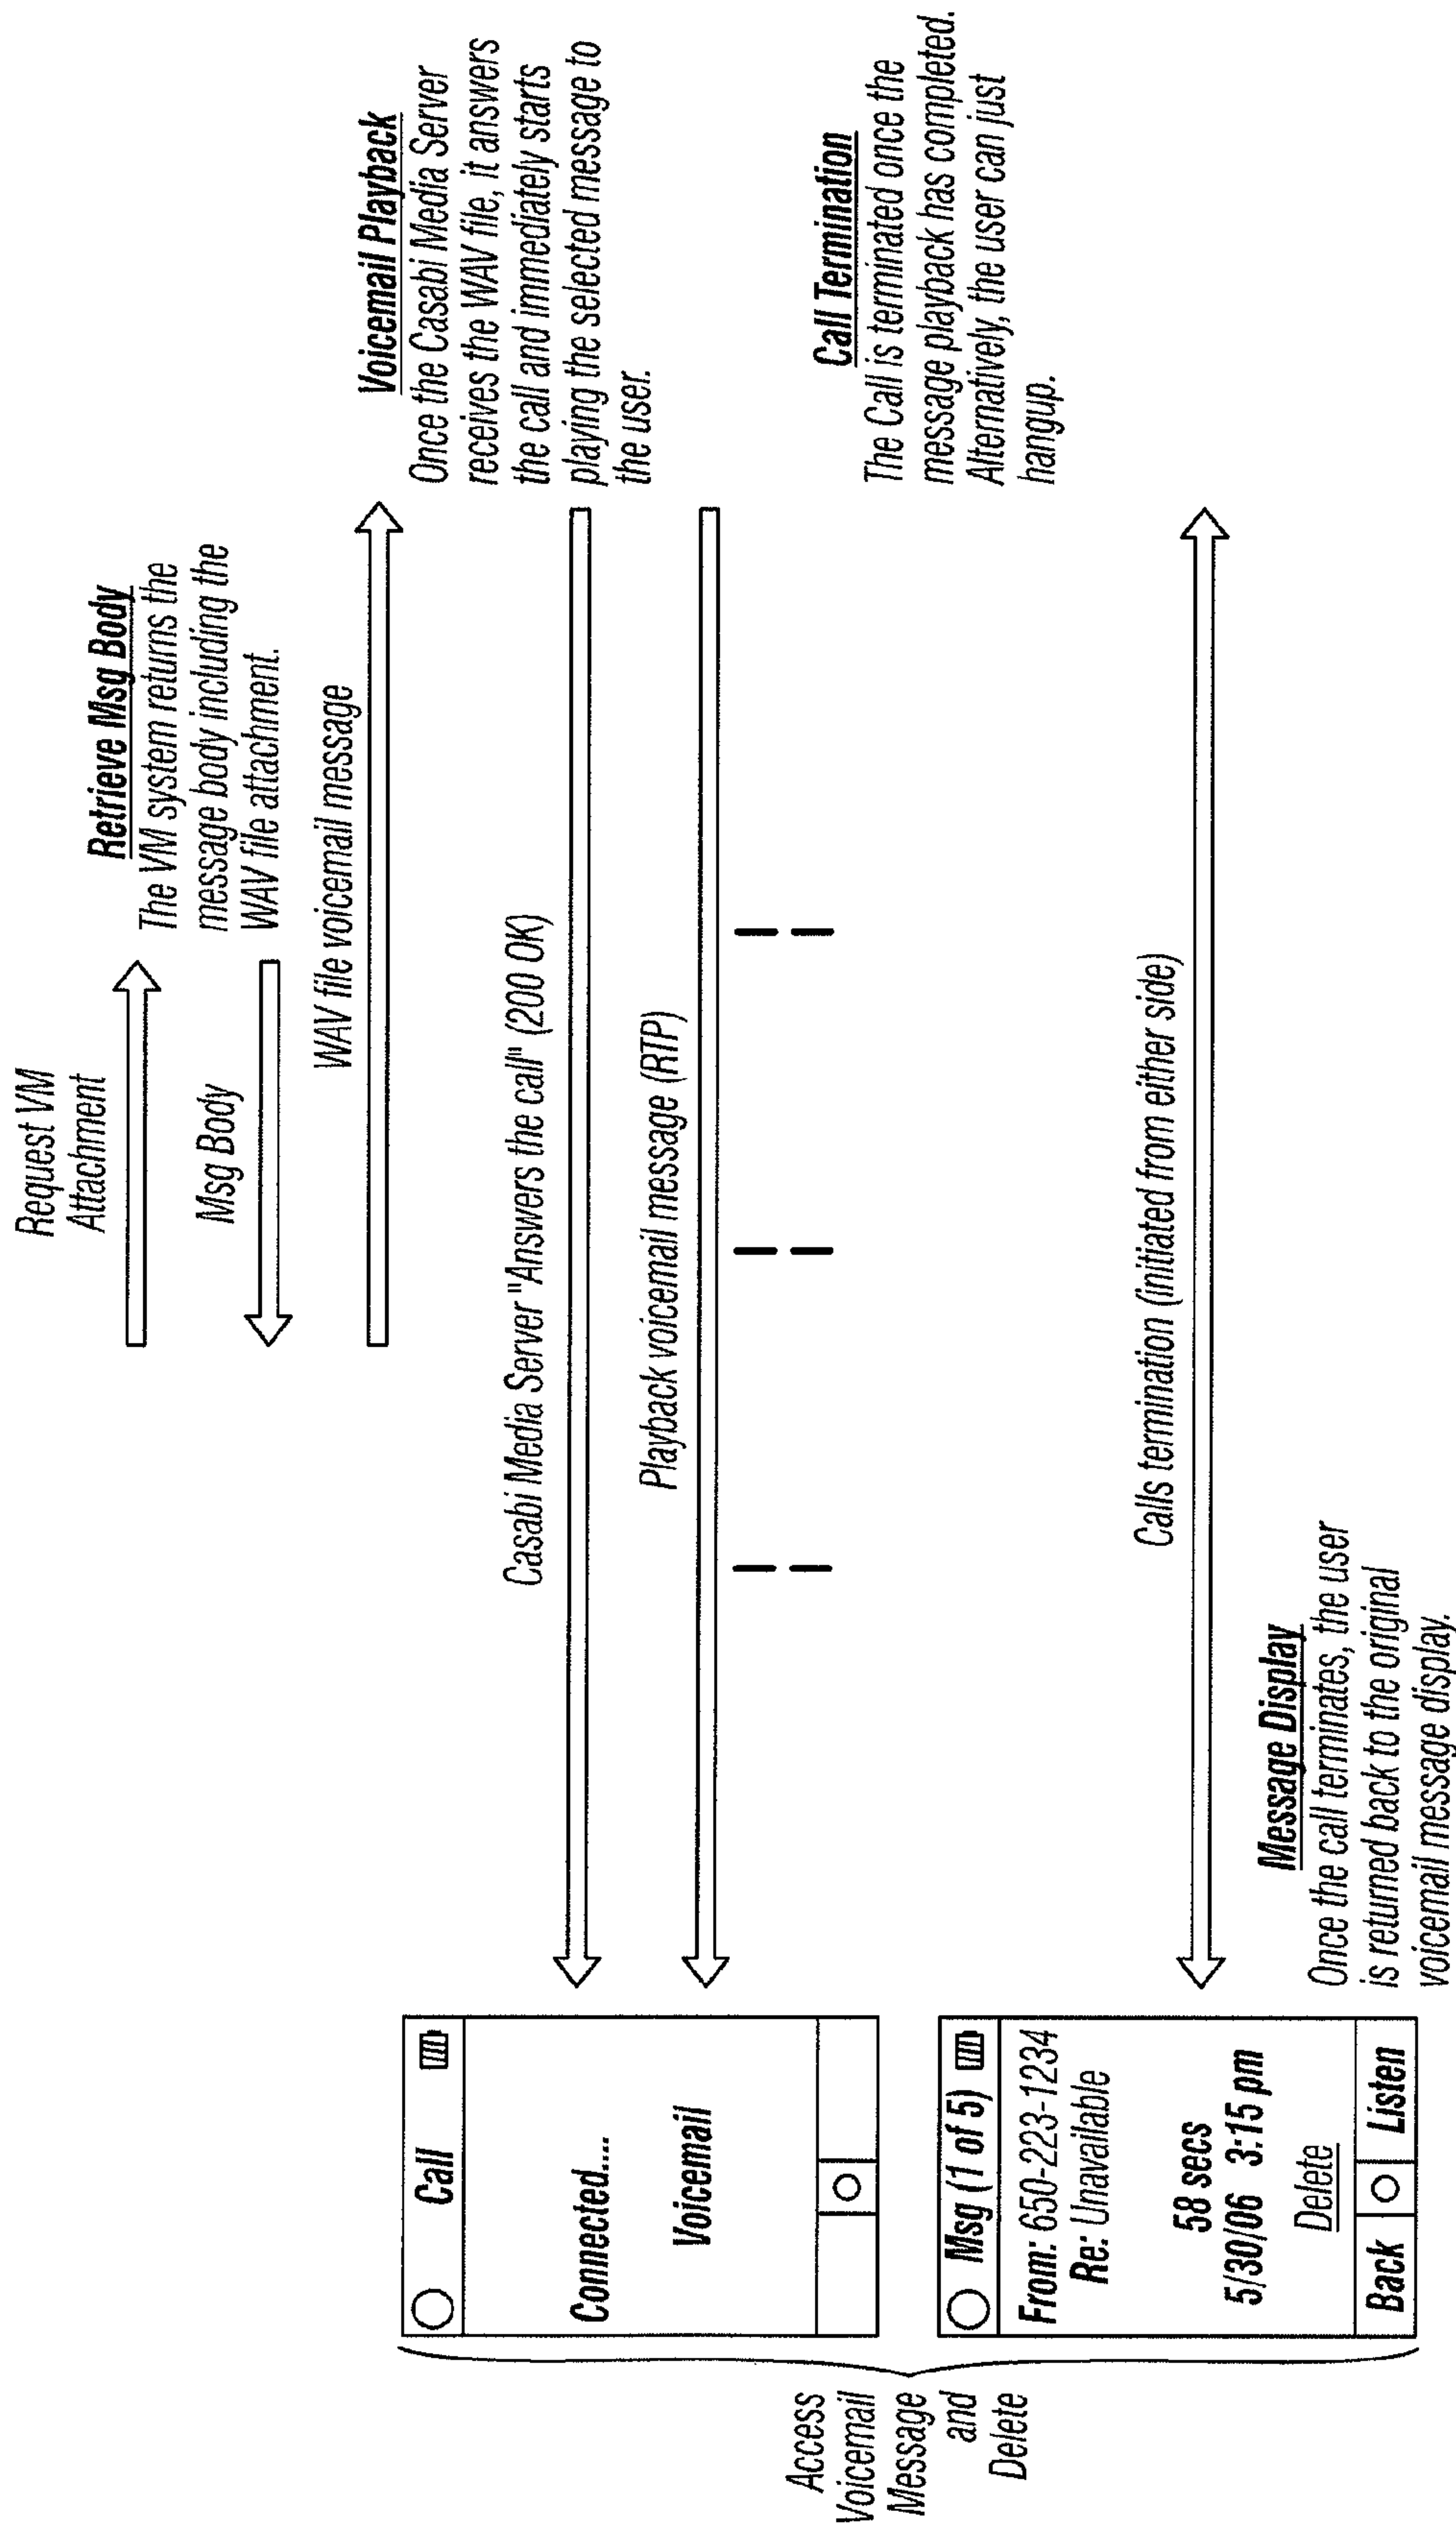 Request VM
Attachment
Retrieve Msg Body
The VM system returns the
message body including the
WAV file attachment.
Msg Body
WAV file voicemail message
Voicemail Playback
Once the Casabi Media Server
receives the WAV file, it answers
the call and immediately starts
playing the selected message to
the user.
Casabi Media Server "Answers the call" (200 OK)
Playback voicemail message (RTP)
Call Termination
The Call is terminated once the
message playback has completed.
Alternatively, the user can just
hangup.
Calls termination (initiated from either side)
Access
Voicemail
Message
and
Delete
Call
Connected....
Voicemail
Msg (1 of 5)
From: 650-223-1234
Re: Unavailable
58 secs
5/30/06 3:15 pm
Delete
Back
Listen
Message Display
Once the call terminates, the user
is returned back to the original
voicemail message display.